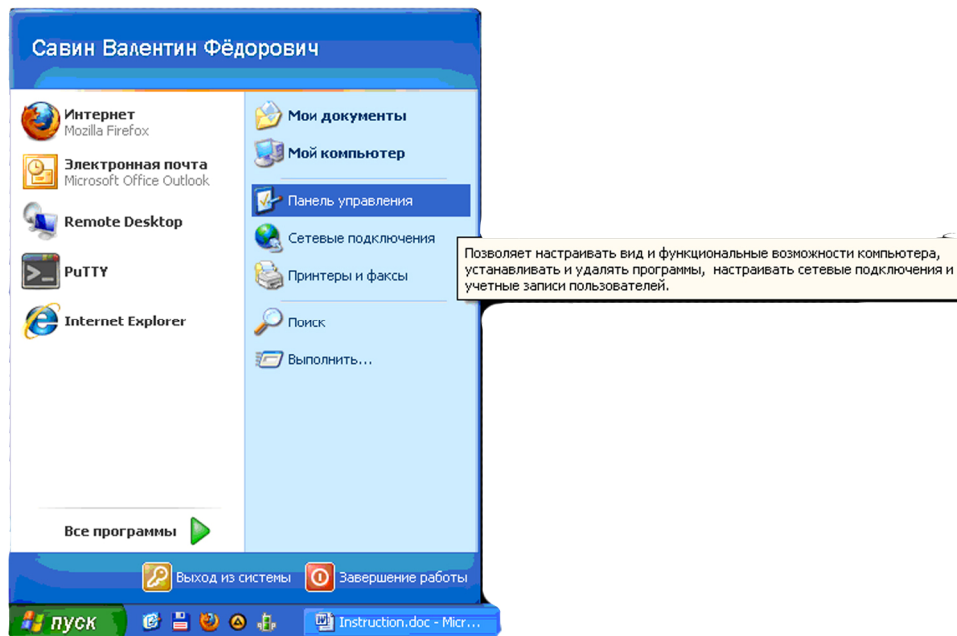 Савин Валентин Фёдорович
Интернет
Mozilla Firefox
Электронная почта
Microsoft Office Outlook
Remote Desktop
PuTTY
Internet Explorer
Все программы
Мои документы
Мой компьютер
Панель управления
Сетевые подключения
Принтеры и факсы
Поиск
Выполнить...
Позволяет настраивать вид и функциональные возможности компьютера,
устанавливать и удалять программы, настраивать сетевые подключения и
учетные записи пользователей.
Выход из системы
Завершение работы
пуск
Instruction.doc - Micr...